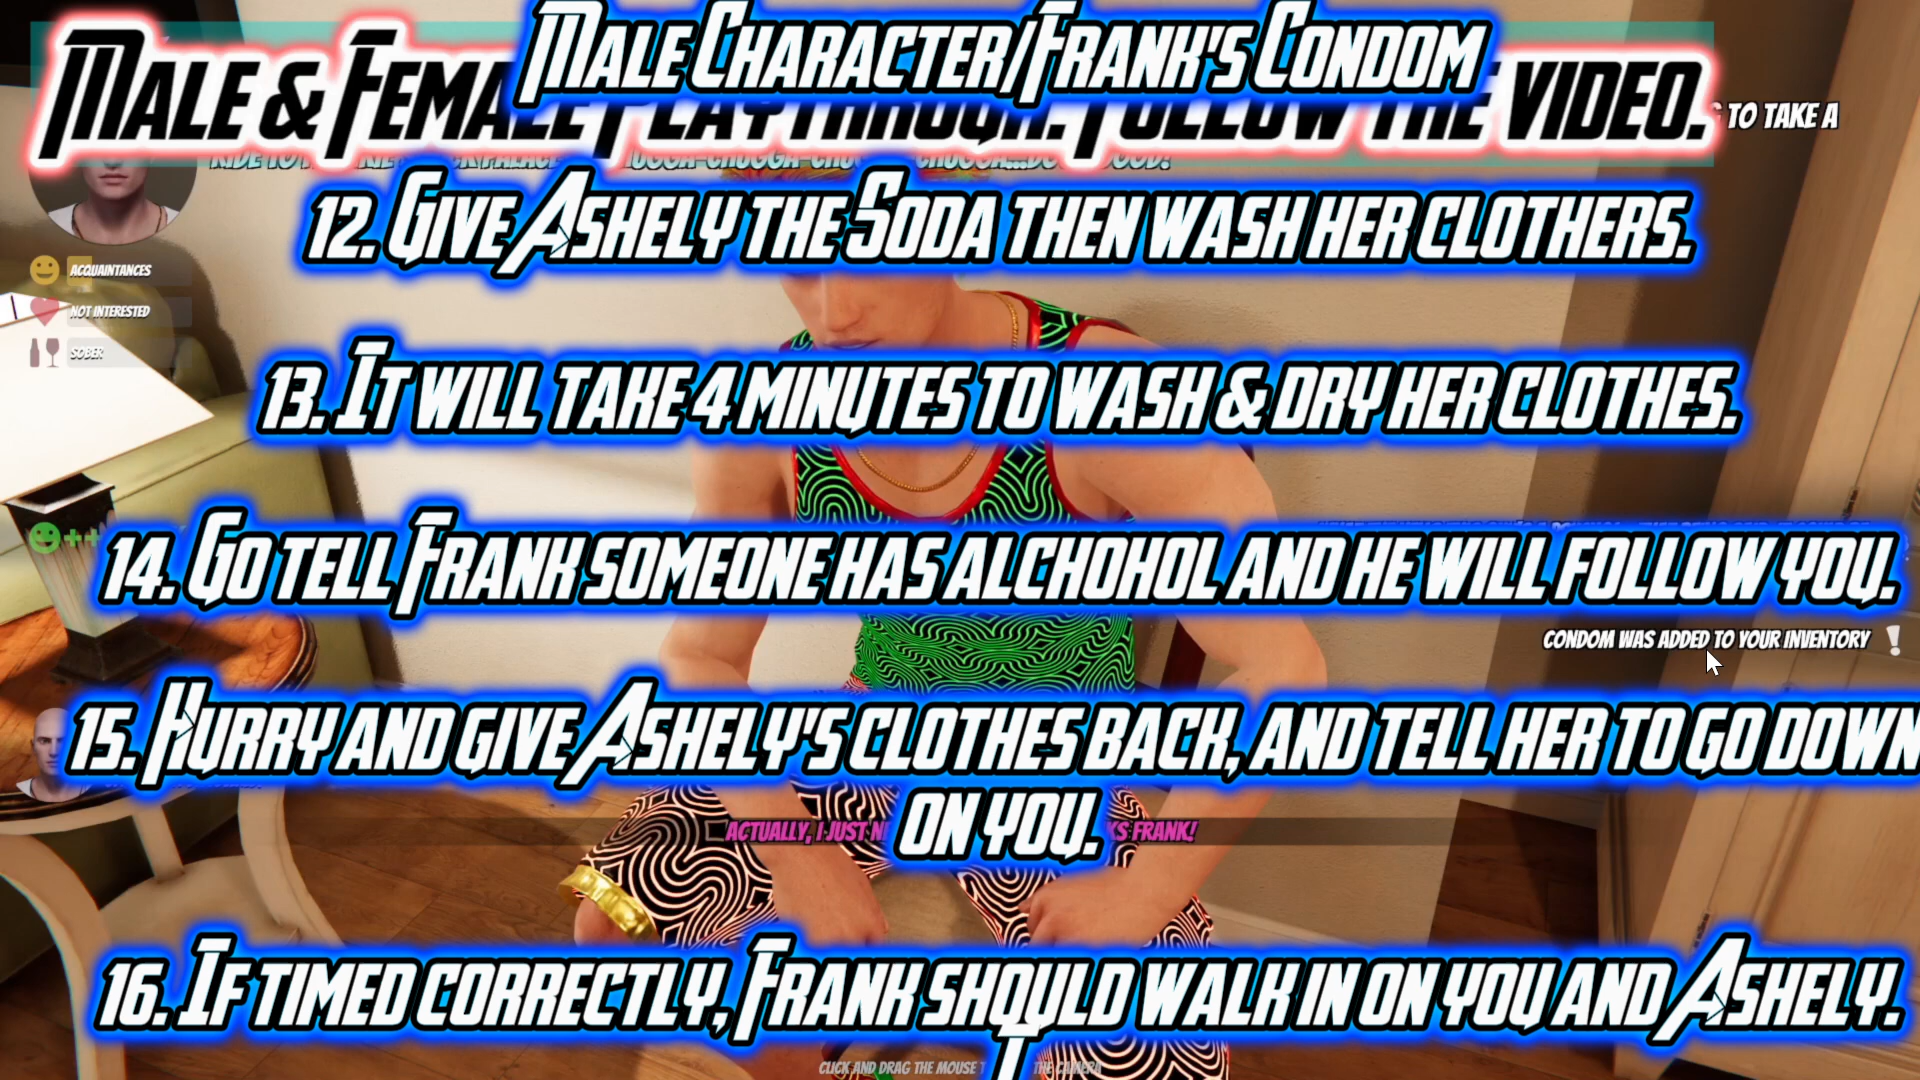 Male Character/Frank's Condom
Male & Female Playthrough. Follow the video.
TO TAKE A
12. Give Ashely the Soda then wash her clothers.
ACQUAINTANCES
NOT INTERESTED
SOBER
13. It will take 4 minutes to wash & dry her clothes.
14. Go tell Frank someone has alchohol and he will follow you.
CONDOM WAS ADDED TO YOUR INVENTORY
15. Hurry and give Ashely's clothes back, and tell her to go down
on you.
ACTUALLY, I JUST FRANK!
16. If timed correctly, Frank should walk in on you and Ashely.
CLICK AND DRAG THE MOUSE THE CAMERA